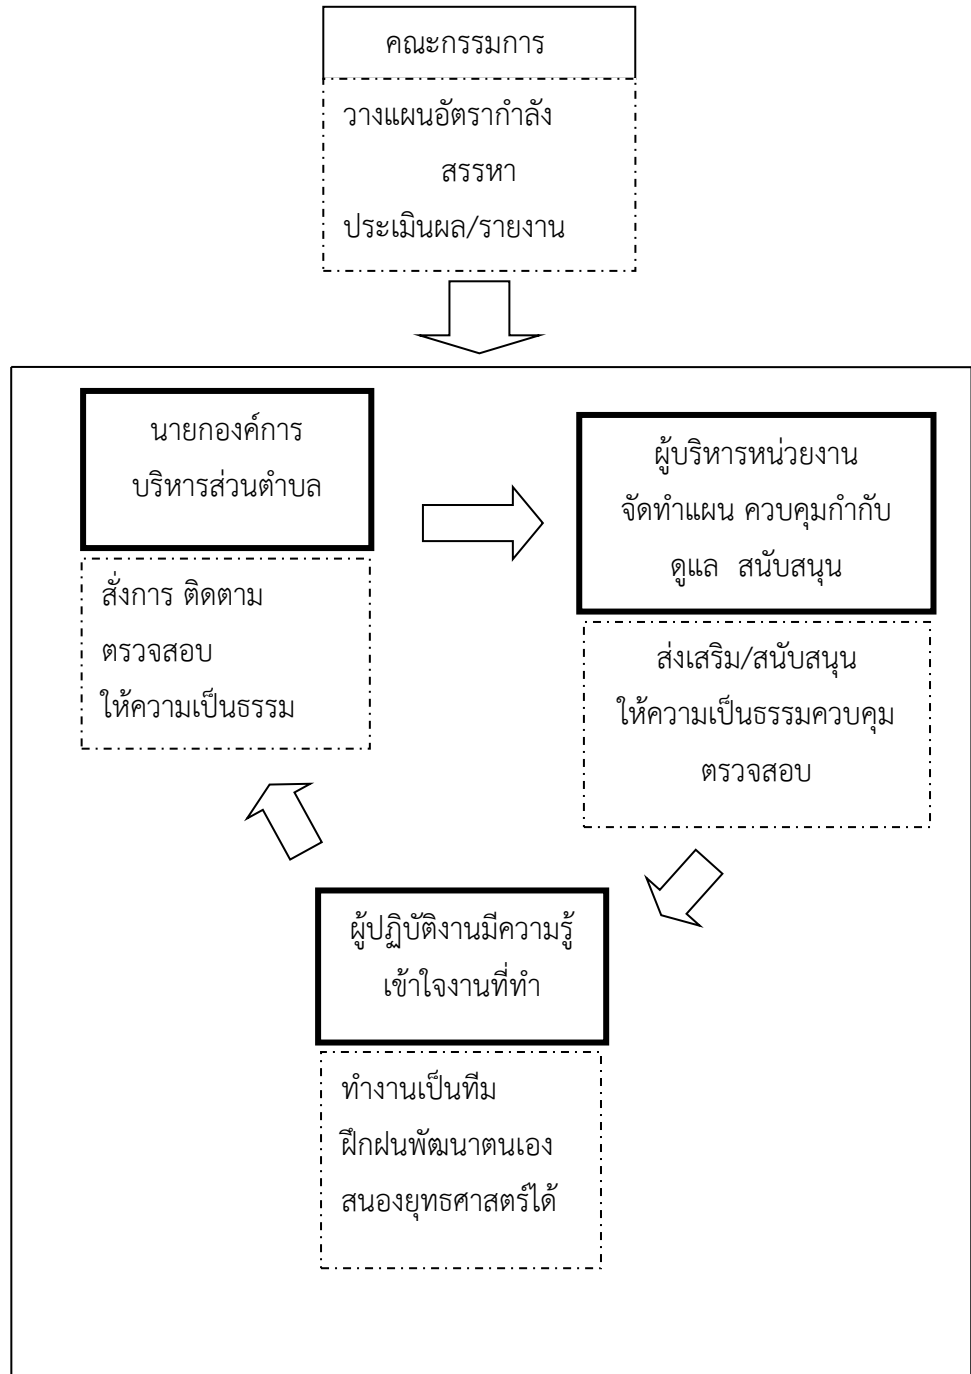 คณะกรรมการ
วางแผนอัตรากำลัง
สรรหา
ประเมินผล/รายงาน
นายกองค์การ
บริหารส่วนตำบล
สั่งการ ติดตาม
ตรวจสอบ
ให้ความเป็นธรรม
ผู้บริหารหน่วยงาน
จัดทำแผน ควบคุมกำกับ
ดูแล สนับสนุน
ส่งเสริม/สนับสนุน
ให้ความเป็นธรรมควบคุม
ตรวจสอบ
ผู้ปฏิบัติงานมีความรู้
เข้าใจงานที่ทำ
ทำงานเป็นทีม
ฝึกฝนพัฒนาตนเอง
สนองยุทธศาสตร์ได้